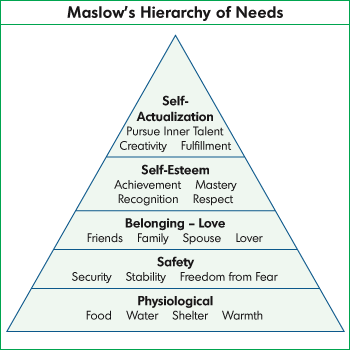 Maslow's Hierarchy of Needs
Self-
Actualization
Pursue Inner Talent
Creativity Fulfillment
Self-Esteem
Achievement Mastery
Recognition Respect
Belonging – Love
Friends Family Spouse Lover
Safety
Security Stability Freedom from Fear
Physiological
Food Water Shelter Warmth